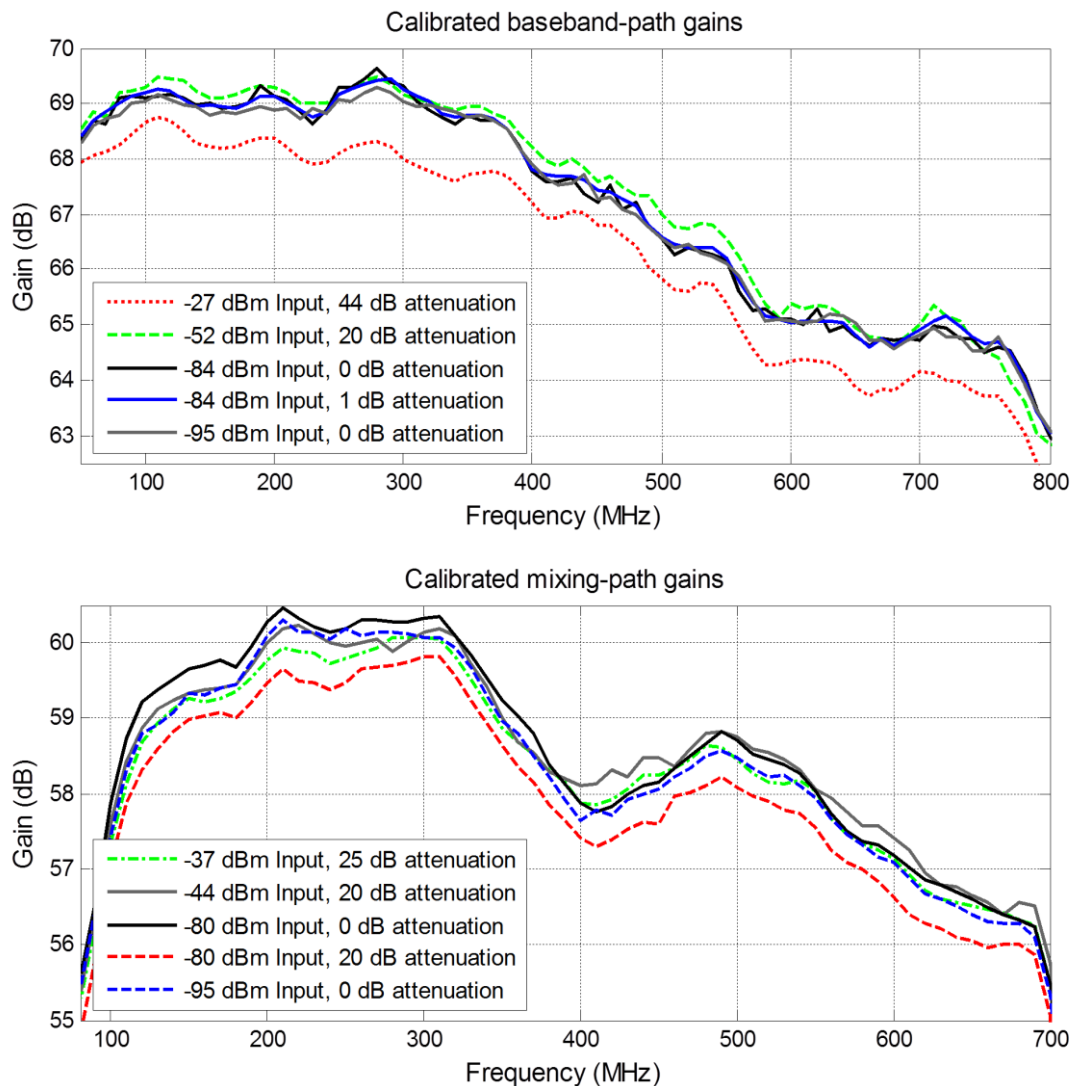 Calibrated baseband-path gains
70
69
68
67
66
65
64
63
Gain (dB)
-27 dBm Input, 44 dB attenuation
-52 dBm Input, 20 dB attenuation
-84 dBm Input, 0 dB attenuation
-84 dBm Input, 1 dB attenuation
-95 dBm Input, 0 dB attenuation
100 200 300 400 500 600 700 800
Frequency (MHz)
Calibrated mixing-path gains
60
59
58
57
56
55
Gain (dB)
-37 dBm Input, 25 dB attenuation
-44 dBm Input, 20 dB attenuation
-80 dBm Input, 0 dB attenuation
-80 dBm Input, 20 dB attenuation
-95 dBm Input, 0 dB attenuation
100 200 300 400 500 600 700
Frequency (MHz)